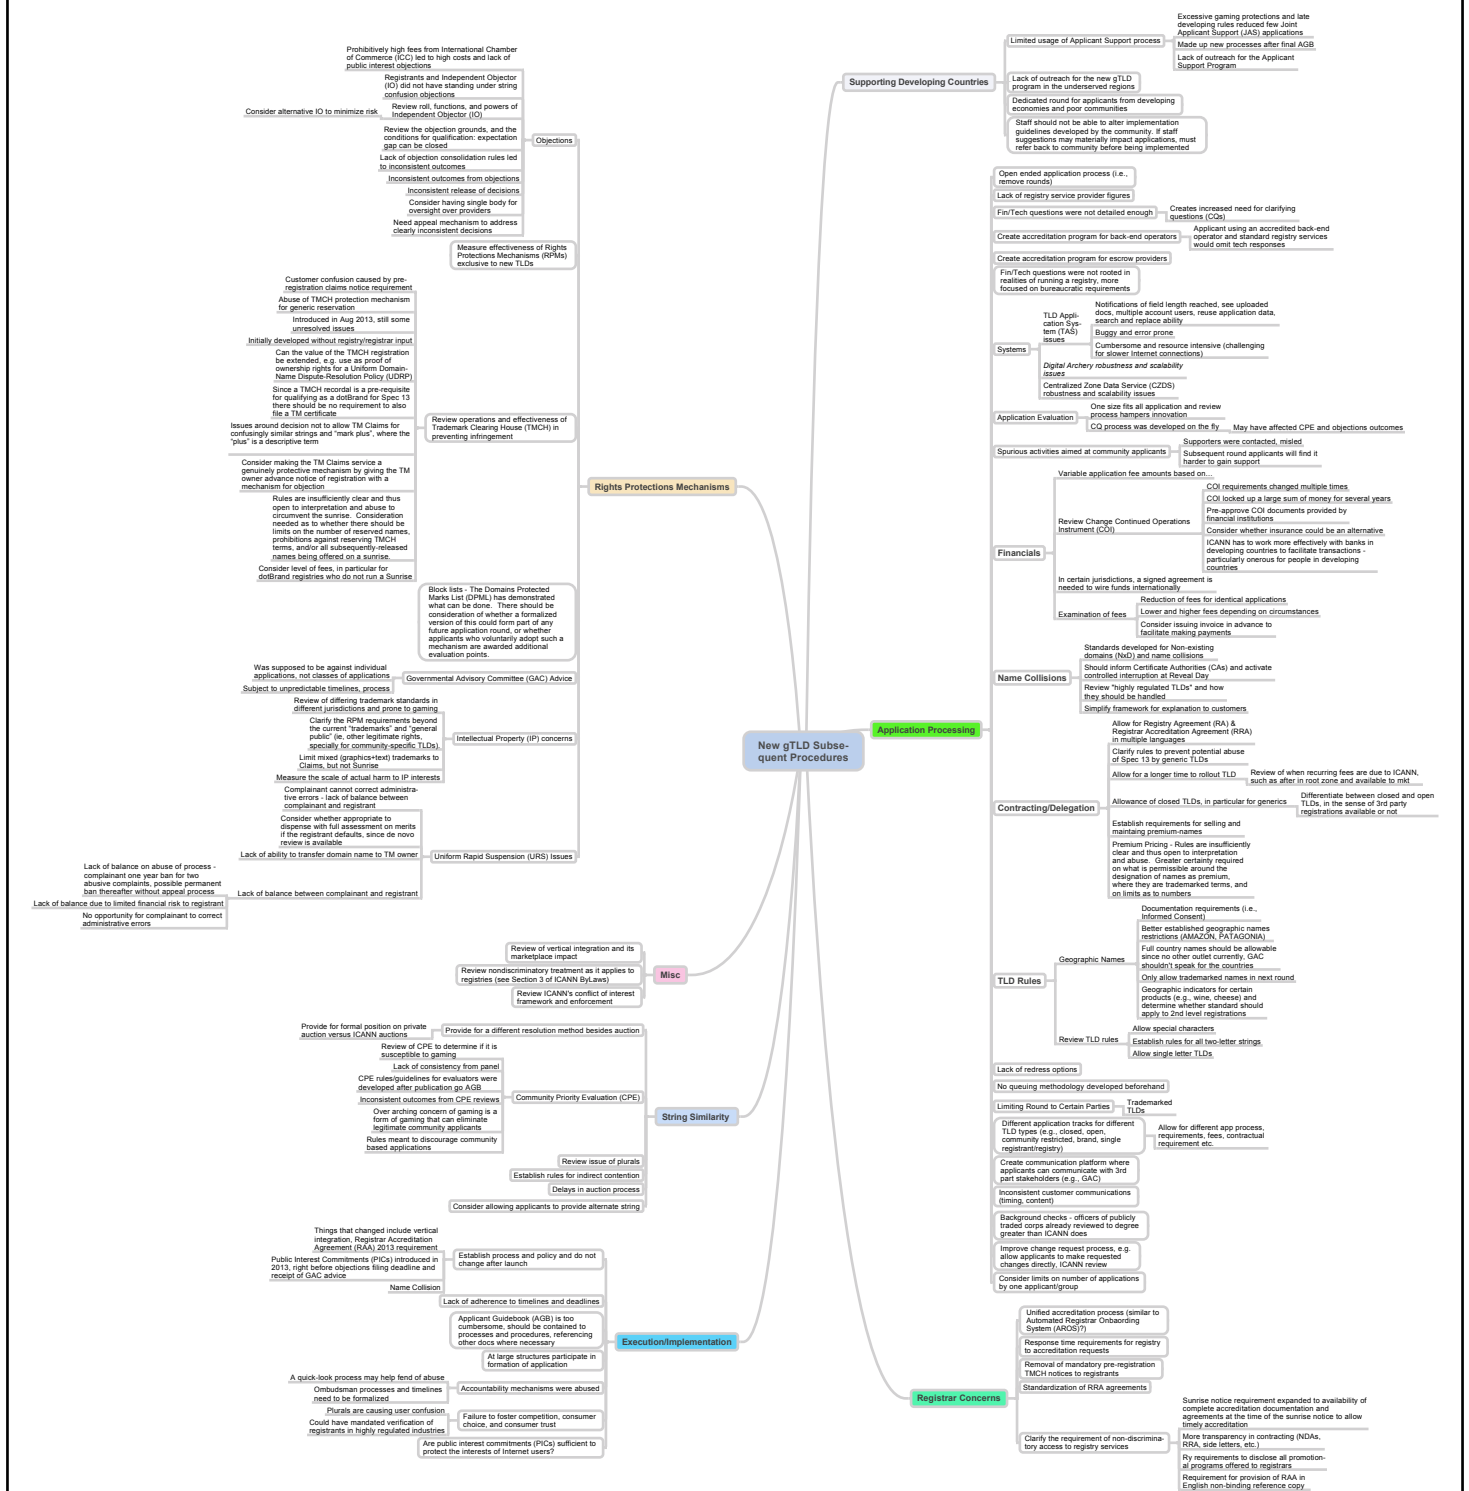 New gTLD Subse-
quent Procedures
Supporting Developing Countries
Limited usage of Applicant Support process
Excessive gaming protections and late
developing rules reduced few Joint
Applicant Support (JAS) applications
Made up new processes after final AGB
Lack of outreach for the Applicant
Support Program
Lack of outreach for the new gTLD
program in the underserved regions
Dedicated round for applicants from developing
economies and poor communities
Staff should not be able to alter implementation
guidelines developed by the community. If staff
suggestions may materially impact applications, must
refer back to community before being implemented
Application Processing
Open ended application process (i.e.,
remove rounds)
Lack of registry service provider figures
Fin/Tech questions were not detailed enough
Creates increased need for clarifying
questions (CQs)
Create accreditation program for back-end operators
Applicant using an accredited back-end
operator and standard registry services
would omit tech responses
Create accreditation program for escrow providers
Fin/Tech questions were not rooted in
realities of running a registry, more
focused on bureaucratic requirements
Systems
TLD Appli-
cation Sys-
tem (TAS)
issues
Notifications of field length reached, see uploaded
docs, multiple account users, reuse application data,
search and replace ability
Buggy and error prone
Cumbersome and resource intensive (challenging
for slower Internet connections)
Digital Archery robustness and scalability
issues
Centralized Zone Data Service (CZDS)
robustness and scalability issues
Application Evaluation
One size fits all application and review
process hampers innovation
CQ process was developed on the fly
May have affected CPE and objections outcomes
Spurious activities aimed at community applicants
Supporters were contacted, misled
Subsequent round applicants will find it
harder to gain support
Financials
Variable application fee amounts based on...
Review Change Continued Operations
Instrument (COI)
COI requirements changed multiple times
COI locked up a large sum of money for several years
Pre-approve COI documents provided by
financial institutions
Consider whether insurance could be an alternative
ICANN has to work more effectively with banks in
developing countries to facilitate transactions -
particularly onerous for people in developing
countries
In certain jurisdictions, a signed agreement is
needed to wire funds internationally
Examination of fees
Reduction of fees for identical applications
Lower and higher fees depending on circumstances
Consider issuing invoice in advance to
facilitate making payments
Name Collisions
Standards developed for Non-existing
domains (NxD) and name collisions
Should inform Certificate Authorities (CAs) and activate
controlled interruption at Reveal Day
Review "highly regulated TLDs" and how
they should be handled
Simplify framework for explanation to customers
Contracting/Delegation
Allow for Registry Agreement (RA) &
Registrar Accreditation Agreement (RRA)
in multiple languages
Clarify rules to prevent potential abuse
of Spec 13 by generic TLDs
Allow for a longer time to rollout TLD
Review of when recurring fees are due to ICANN,
such as after in root zone and available to mkt
Allowance of closed TLDs, in particular for generics
Differentiate between closed and open
TLDs, in the sense of 3rd party
registrations available or not
Establish requirements for selling and
maintaing premium-names
Premium Pricing - Rules are insufficiently
clear and thus open to interpretation
and abuse.  Greater certainty required
on what is permissible around the
designation of names as premium,
where they are trademarked terms, and
on limits as to numbers
TLD Rules
Geographic Names
Documentation requirements (i.e.,
Informed Consent)
Better established geographic names
restrictions (AMAZON, PATAGONIA)
Full country names should be allowable
since no other outlet currently, GAC
shouldn't speak for the countries
Only allow trademarked names in next round
Geographic indicators for certain
products (e.g., wine, cheese) and
determine whether standard should
apply to 2nd level registrations
Review TLD rules
Allow special characters
Establish rules for all two-letter strings
Allow single letter TLDs
Lack of redress options
No queuing methodology developed beforehand
Limiting Round to Certain Parties
Trademarked
TLDs
Different application tracks for different
TLD types (e.g., closed, open,
community restricted, brand, single
registrant/registry)
Allow for different app process,
requirements, fees, contractual
requirement etc.
Create communication platform where
applicants can communicate with 3rd
part stakeholders (e.g., GAC)
Inconsistent customer communications
(timing, content)
Background checks - officers of publicly
traded corps already reviewed to degree
greater than ICANN does
Improve change request process, e.g.
allow applicants to make requested
changes directly, ICANN review
Consider limits on number of applications
by one applicant/group
Registrar Concerns
Unified accreditation process (similar to
Automated Registrar Onbaording
System (AROS)?)
Response time requirements for registry
to accreditation requests
Removal of mandatory pre-registration
TMCH notices to registrants
Standardization of RRA agreements
Clarify the requirement of non-discrimina-
tory access to registry services
Sunrise notice requirement expanded to availability of
complete accreditation documentation and
agreements at the time of the sunrise notice to allow
timely accreditation
More transparency in contracting (NDAs,
RRA, side letters, etc.)
Ry requirements to disclose all promotion-
al programs offered to registrars
Requirement for provision of RAA in
English non-binding reference copy
Rights Protections Mechanisms
Objections
Prohibitively high fees from International Chamber
of Commerce (ICC) led to high costs and lack of
public interest objections
Registrants and Independent Objector
(IO) did not have standing under string
confusion objections
Review roll, functions, and powers of
Independent Objector (IO)
Consider alternative IO to minimize risk
Review the objection grounds, and the
conditions for qualification: expectation
gap can be closed
Lack of objection consolidation rules led
to inconsistent outcomes
Inconsistent outcomes from objections
Inconsistent release of decisions
Consider having single body for
oversight over providers
Need appeal mechanism to address
clearly inconsistent decisions
Measure effectiveness of Rights
Protections Mechanisms (RPMs)
exclusive to new TLDs
Review operations and effectiveness of
Trademark Clearing House (TMCH) in
preventing infringement
Customer confusion caused by pre-
registration claims notice requirement
Abuse of TMCH protection mechanism
for generic reservation
Introduced in Aug 2013, still some
unresolved issues
Initially developed without registry/registrar input
Can the value of the TMCH registration
be extended, e.g. use as proof of
ownership rights for a Uniform Domain-
Name Dispute-Resolution Policy (UDRP)
Since a TMCH recordal is a pre-requisite
for qualifying as a dotBrand for Spec 13
there should be no requirement to also
file a TM certificate
Issues around decision not to allow TM Claims for
confusingly similar strings and "mark plus", where the
"plus" is a descriptive term
Consider making the TM Claims service a
genuinely protective mechanism by giving the TM
owner advance notice of registration with a
mechanism for objection
Rules are insufficiently clear and thus
open to interpretation and abuse to
circumvent the sunrise.  Consideration
needed as to whether there should be
limits on the number of reserved names,
prohibitions against reserving TMCH
terms, and/or all subsequently-released
names being offered on a sunrise.
Consider level of fees, in particular for
dotBrand registries who do not run a Sunrise
Block lists - The Domains Protected
Marks List (DPML) has demonstrated
what can be done.  There should be
consideration of whether a formalized
version of this could form part of any
future application round, or whether
applicants who voluntarily adopt such a
mechanism are awarded additional
evaluation points.
Governmental Advisory Committee (GAC) Advice
Was supposed to be against individual
applications, not classes of applications
Subject to unpredictable timelines, process
Intellectual Property (IP) concerns
Review of differing trademark standards in
different jurisdictions and prone to gaming
Clarify the RPM requirements beyond
the current "trademarks" and "general
public" (ie, other legitimate rights,
specially for community-specific TLDs).
Limit mixed (graphics+text) trademarks to
Claims, but not Sunrise
Measure the scale of actual harm to IP interests
Uniform Rapid Suspension (URS) Issues
Complainant cannot correct administra-
tive errors - lack of balance between
complainant and registrant
Consider whether appropriate to
dispense with full assessment on merits
if the registrant defaults, since de novo
review is available
Lack of ability to transfer domain name to TM owner
Lack of balance between complainant and registrant
Lack of balance on abuse of process -
complainant one year ban for two
abusive complaints, possible permanent
ban thereafter without appeal process
Lack of balance due to limited financial risk to registrant
No opportunity for complainant to correct
administrative errors
Misc
Review of vertical integration and its
marketplace impact
Review nondiscriminatory treatment as it applies to
registries (see Section 3 of ICANN ByLaws)
Review ICANN's conflict of interest
framework and enforcement
String Similarity
Provide for a different resolution method besides auction
Provide for formal position on private
auction versus ICANN auctions
Community Priority Evaluation (CPE)
Review of CPE to determine if it is
susceptible to gaming
Lack of consistency from panel
CPE rules/guidelines for evaluators were
developed after publication go AGB
Inconsistent outcomes from CPE reviews
Over arching concern of gaming is a
form of gaming that can eliminate
legitimate community applicants
Rules meant to discourage community
based applications
Review issue of plurals
Establish rules for indirect contention
Delays in auction process
Consider allowing applicants to provide alternate string
Execution/Implementation
Establish process and policy and do not
change after launch
Things that changed include vertical
integration, Registrar Accreditation
Agreement (RAA) 2013 requirement
Public Interest Commitments (PICs) introduced in
2013, right before objections filing deadline and
receipt of GAC advice
Name Collision
Lack of adherence to timelines and deadlines
Applicant Guidebook (AGB) is too
cumbersome, should be contained to
processes and procedures, referencing
other docs where necessary
At large structures participate in
formation of application
Accountability mechanisms were abused
A quick-look process may help fend of abuse
Ombudsman processes and timelines
need to be formalized
Failure to foster competition, consumer
choice, and consumer trust
Plurals are causing user confusion
Could have mandated verification of
registrants in highly regulated industries
Are public interest commitments (PICs) sufficient to
protect the interests of Internet users?